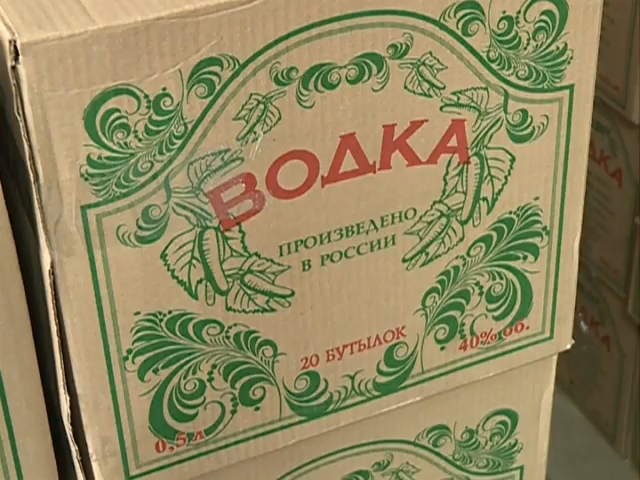 ВОДКА
ПРОИЗВЕДЕНО
В РОССИИ
20 БУТЫЛОК
40% об.
0,5 л